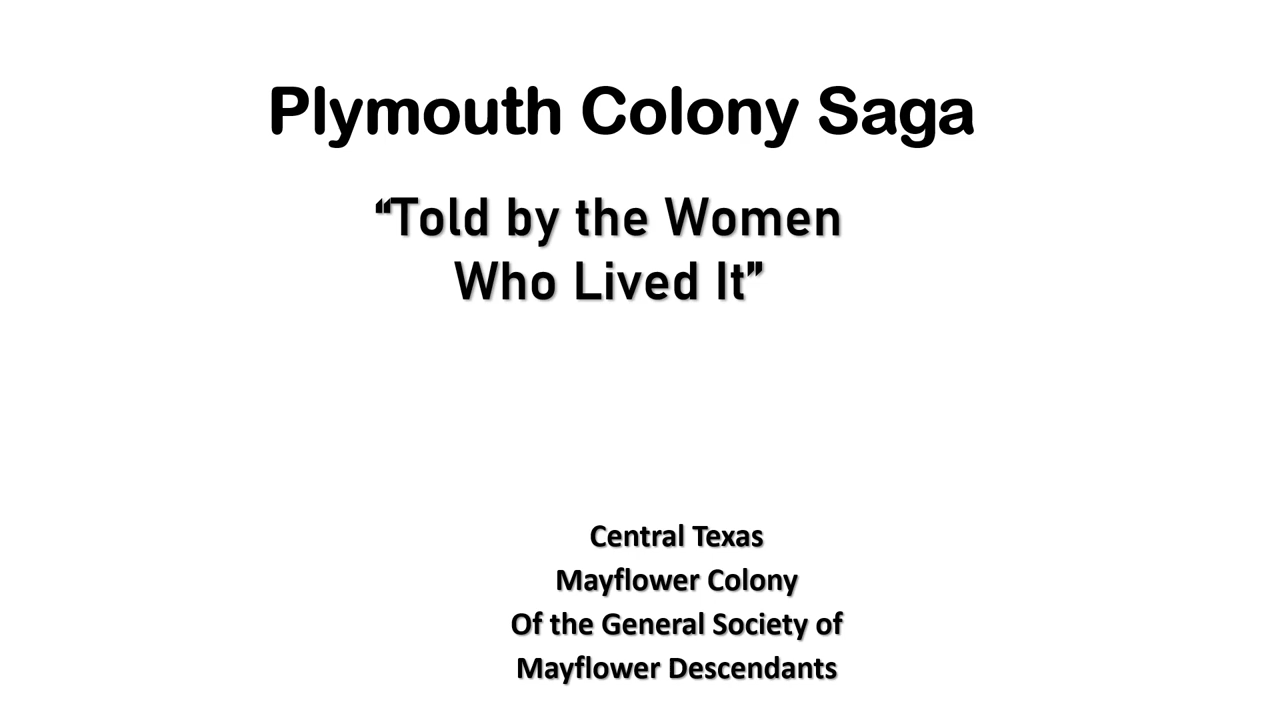 Plymouth Colony Saga
“Told by the Women
Who Lived It”
Central Texas
Mayflower Colony
Of the General Society of
Mayflower Descendants